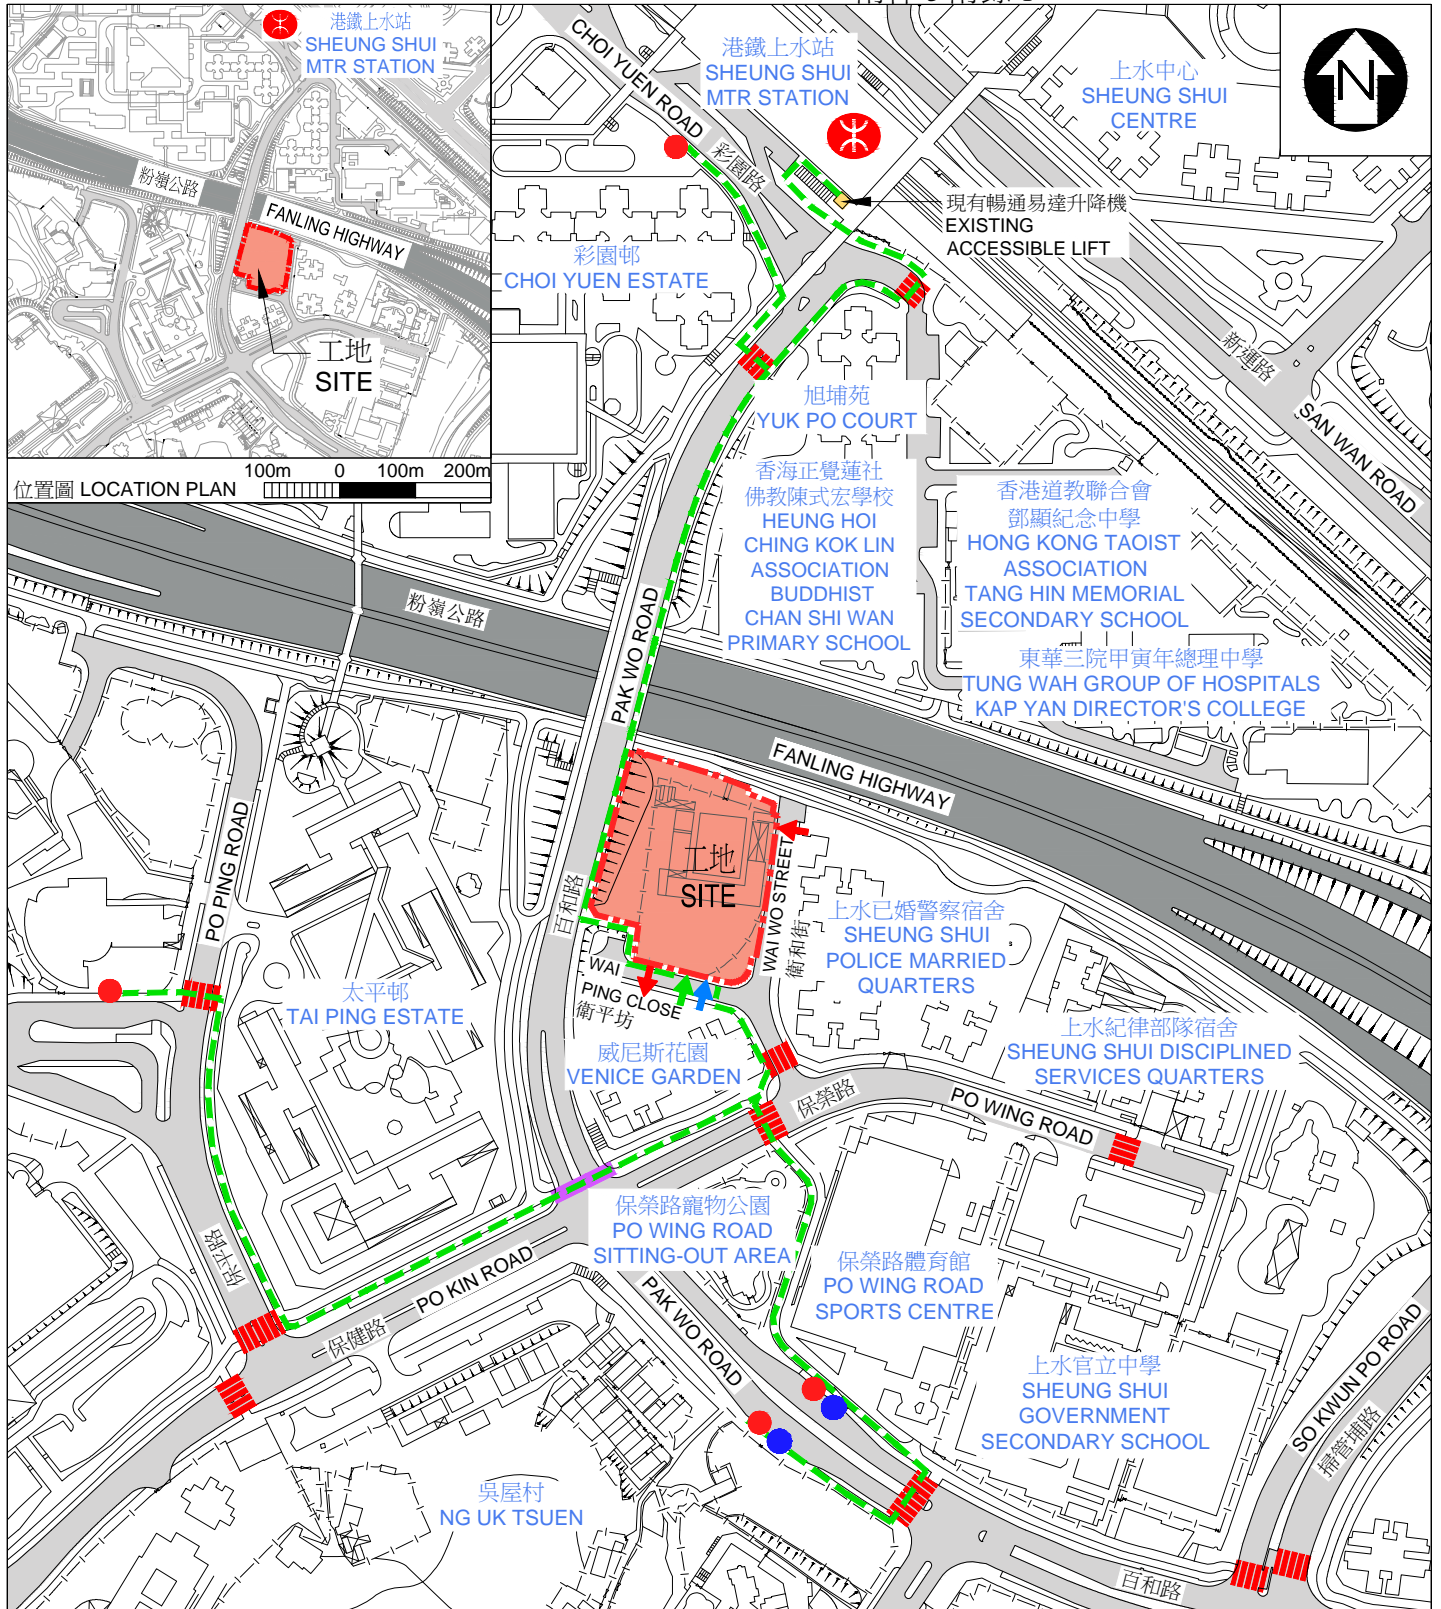 港鐵上水站
SHEUNG SHUI
MTR STATION
粉嶺公路
FANLING HIGHWAY
工地
SITE
100m 0 100m 200m
位置圖 LOCATION PLAN
CHOI YUEN ROAD
彩園路
港鐵上水站
SHEUNG SHUI
MTR STATION
上水中心
SHEUNG SHUI
CENTRE
N
現有暢通易達升降機
EXISTING
ACCESSIBLE LIFT
彩園邨
CHOI YUEN ESTATE
新運路
SAN WAN ROAD
旭埔苑
YUK PO COURT
香海正覺蓮社
佛教陳式宏學校
HEUNG HOI
CHING KOK LIN
ASSOCIATION
BUDDHIST
CHAN SHI WAN
PRIMARY SCHOOL
香港道教聯合會
鄧顯紀念中學
HONG KONG TAOIST
ASSOCIATION
TANG HIN MEMORIAL
SECONDARY SCHOOL
東華三院甲寅年總理中學
TUNG WAH GROUP OF HOSPITALS
KAP YAN DIRECTOR'S COLLEGE
粉嶺公路
PAK WO ROAD
FANLING HIGHWAY
PO PING ROAD
百和路
工地
SITE
WAI WO STREET
衛和街
上水已婚警察宿舍
SHEUNG SHUI
POLICE MARRIED
QUARTERS
WAI
PING CLOSE
衛平坊
太平邨
TAI PING ESTATE
威尼斯花園
VENICE GARDEN
上水紀律部隊宿舍
SHEUNG SHUI DISCIPLINED
SERVICES QUARTERS
保榮路
PO WING ROAD
保平路
保榮路寵物公園
PO WING ROAD
SITTING-OUT AREA
保榮路體育館
PO WING ROAD
SPORTS CENTRE
PO KIN ROAD
保健路
PAK WO ROAD
上水官立中學
SHEUNG SHUI
GOVERNMENT
SECONDARY SCHOOL
SO KWUN PO ROAD
掃管埔路
吳屋村
NG UK TSUEN
百和路